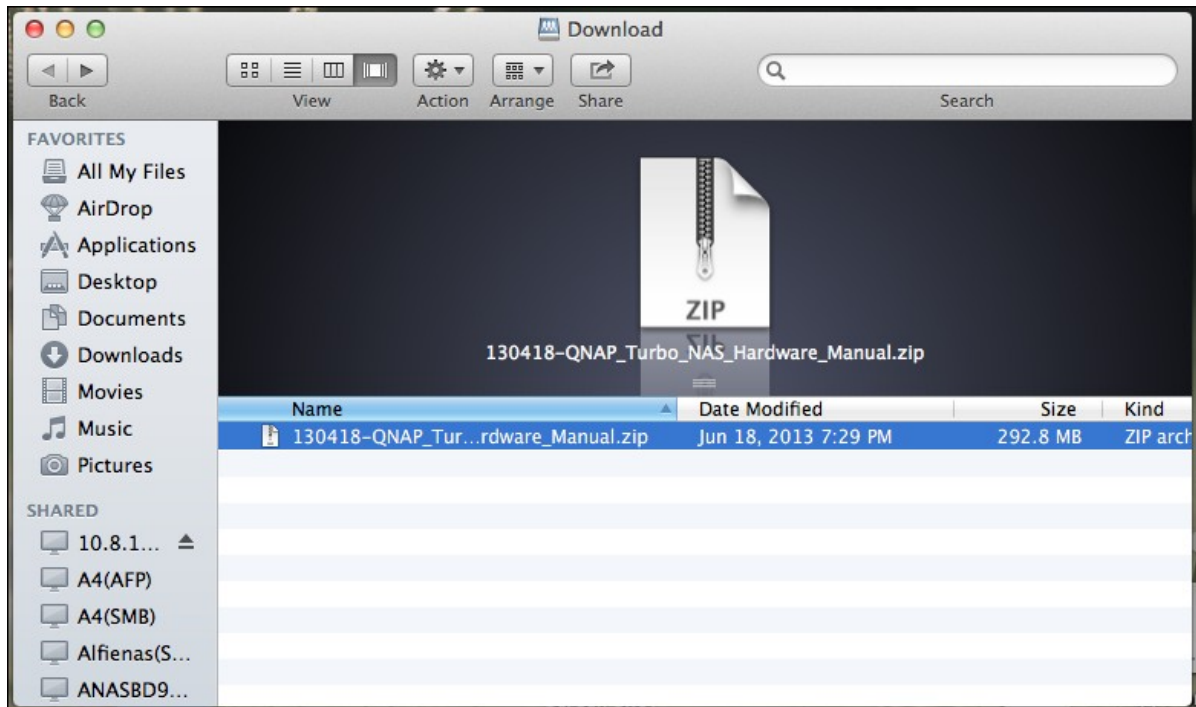 Download
Back View Action Arrange Share Search
FAVORITES
All My Files
AirDrop
Applications
Desktop
Documents
Downloads
Movies
Music
Pictures
SHARED
10.8.1...
A4(AFP)
A4(SMB)
Alfienas(S...
ANASBD9...
ZIP
130418-QNAP_Turbo_NAS_Hardware_Manual.zip
Name Date Modified Size Kind
130418-QNAP_Tur...rdware_Manual.zip Jun 18, 2013 7:29 PM 292.8 MB ZIP arch